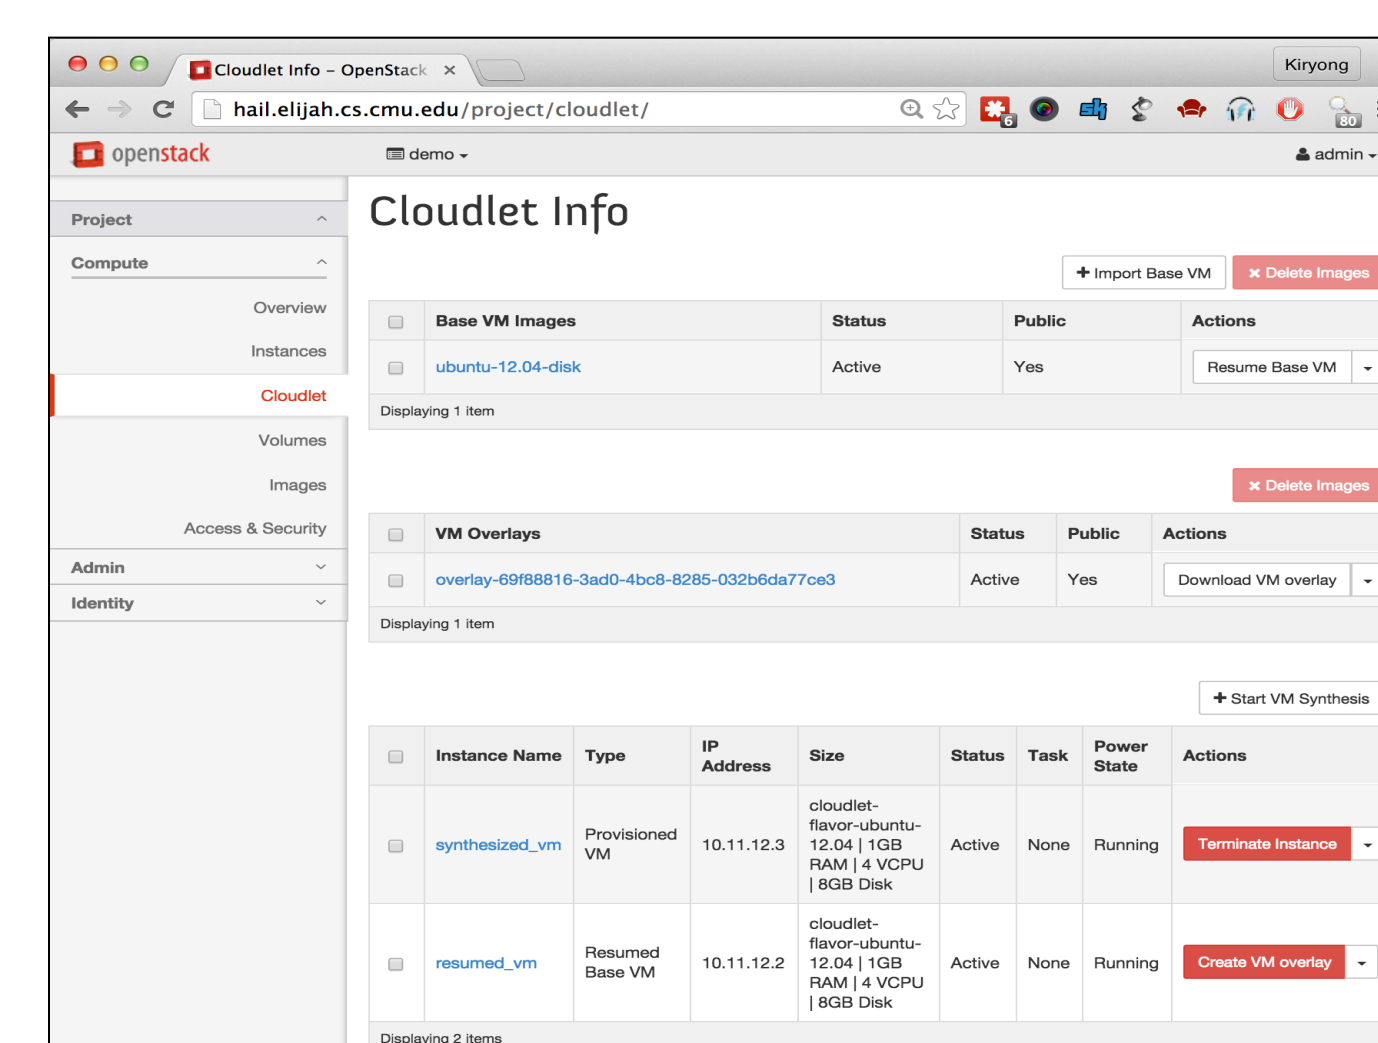 Cloudlet Info – OpenStack ×
Kiryong
hail.elijah.cs.cmu.edu/project/cloudlet/
6
80
openstack
demo
admin
Project
Compute
Overview
Instances
Cloudlet
Volumes
Images
Access & Security
Admin
Identity
Cloudlet Info
+ Import Base VM × Delete Images
Base VM Images Status Public Actions
ubuntu-12.04-disk Active Yes Resume Base VM
Displaying 1 item
× Delete Images
VM Overlays Status Public Actions
overlay-69f88816-3ad0-4bc8-8285-032b6da77ce3 Active Yes Download VM overlay
Displaying 1 item
+ Start VM Synthesis
Instance Name Type IP Address Size Status Task Power State Actions
synthesized_vm
Provisioned
VM
10.11.12.3
cloudlet-
flavor-ubuntu-
12.04 | 1GB
RAM | 4 VCPU
| 8GB Disk
Active None Running Terminate Instance
resumed_vm
Resumed
Base VM
10.11.12.2
cloudlet-
flavor-ubuntu-
12.04 | 1GB
RAM | 4 VCPU
| 8GB Disk
Active None Running Create VM overlay
Displaying 2 items